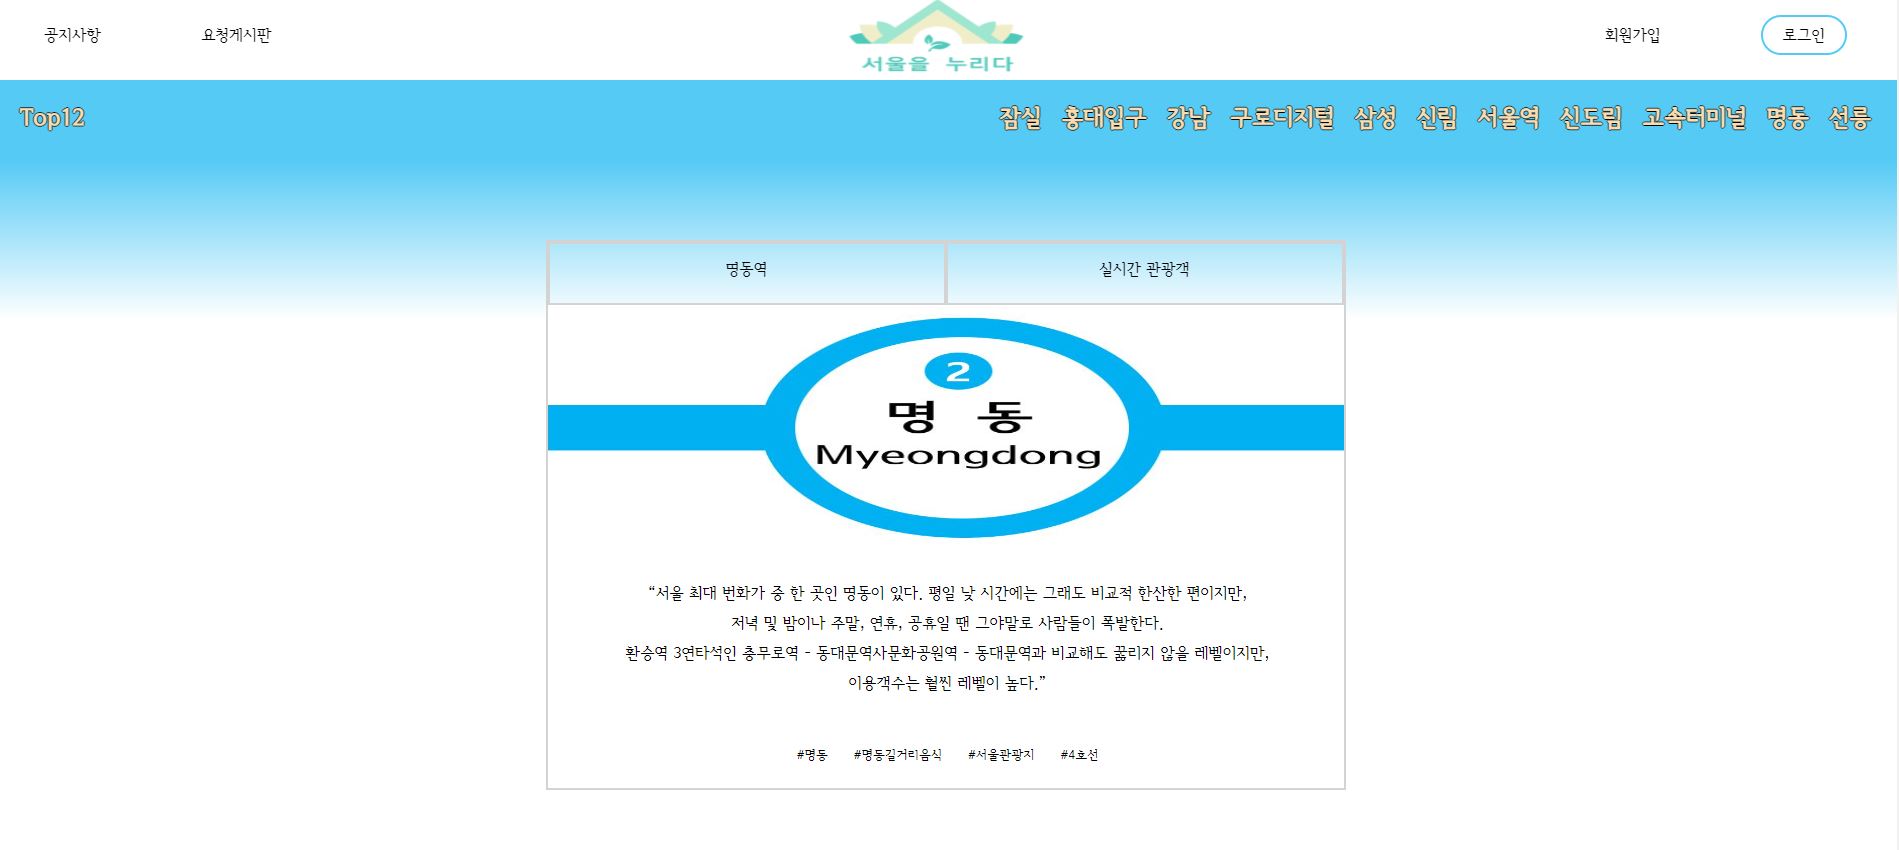 공지사항 요청게시판 서울을 누리다 회원가입 로그인
Top12 잠실 홍대입구 강남 구로디지털 삼성 신림 서울역 신도림 고속터미널 명동 선릉
명동역 실시간 관광객
2
명 동
Myeongdong
“서울 최대 번화가 중 한 곳인 명동이 있다. 평일 낮 시간에는 그래도 비교적 한산한 편이지만,
저녁 및 밤이나 주말, 연휴, 공휴일 땐 그야말로 사람들이 폭발한다.
환승역 3연타석인 충무로역 - 동대문역사문화공원역 - 동대문역과 비교해도 꿇리지 않을 레벨이지만,
이용객수는 훨씬 레벨이 높다.”
#명동 #명동길거리음식 #서울관광지 #4호선